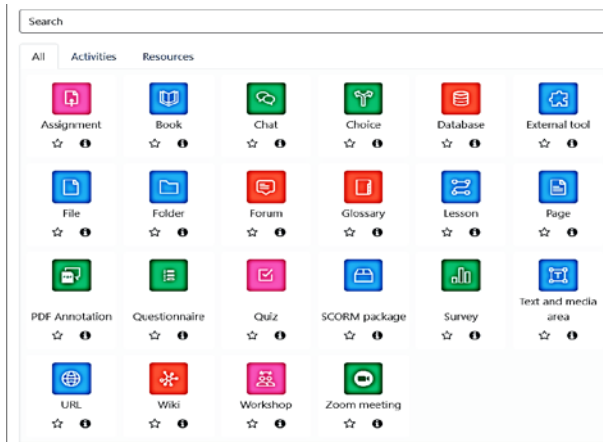 Search
All Activities Resources
Assignment Book Chat Choice Database External tool
File Folder Forum Glossary Lesson Page
PDF Annotation Questionnaire Quiz SCORM package Survey Text and media area
URL Wiki Workshop Zoom meeting